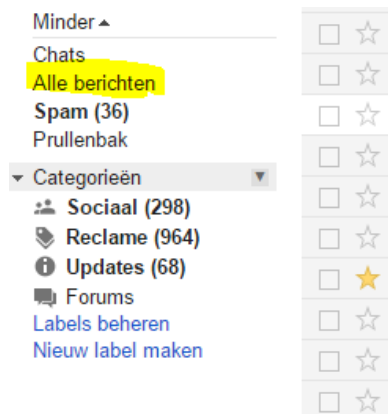 Minder
Chats
Alle berichten
Spam (36)
Prullenbak
Categorieën
Sociaal (298)
Reclame (964)
Updates (68)
Forums
Labels beheren
Nieuw label maken